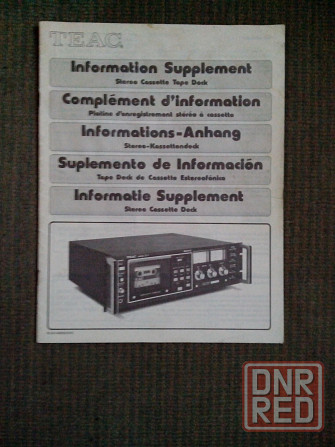 TEAC
Information Supplement
Stereo Cassette Tape Deck
Complément d'information
Platine d'enregistrement stéréo à cassette
Informations-Anhang
Stereo-Kassettendeck
Suplemento de Información
Tape Deck de Cassette Estereofónico
Informatie Supplement
Stereo Cassette Deck
DNR
RED